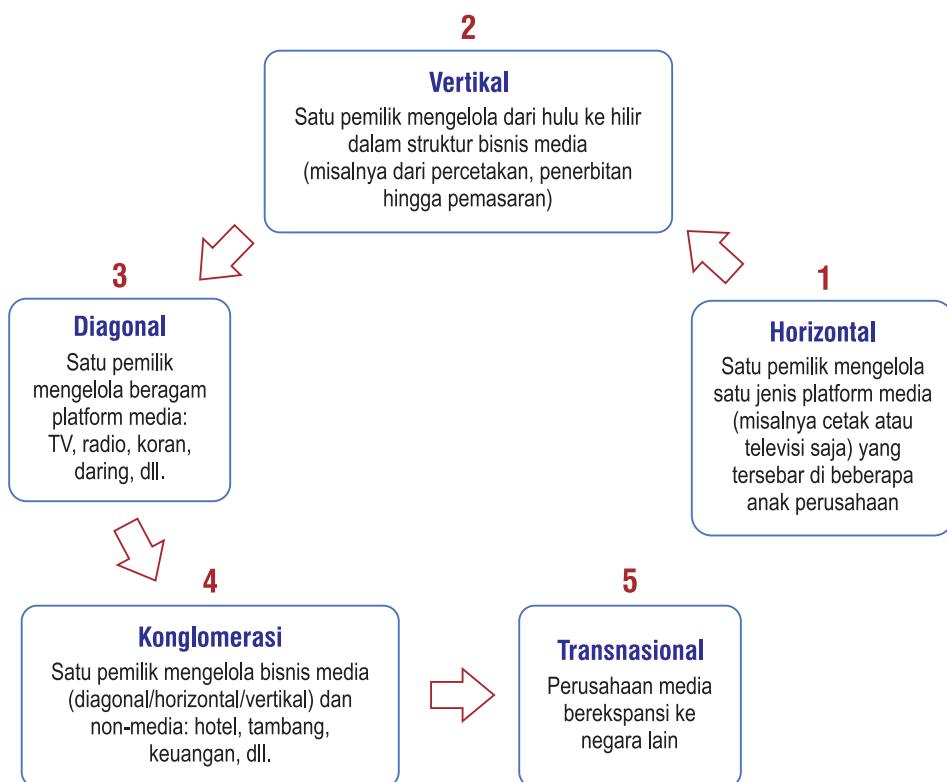 2
Vertikal
Satu pemilik mengelola dari hulu ke hilir
dalam struktur bisnis media
(misalnya dari percetakan, penerbitan
hingga pemasaran)
3
Diagonal
Satu pemilik
mengelola beragam
platform media:
TV, radio, koran,
daring, dll.
1
Horizontal
Satu pemilik mengelola
satu jenis platform media
(misalnya cetak atau
televisi saja) yang
tersebar di beberapa
anak perusahaan
4
Konglomerasi
Satu pemilik mengelola bisnis media
(diagonal/horizontal/vertikal) dan
non-media: hotel, tambang,
keuangan, dll.
5
Transnasional
Perusahaan media
berekspansi ke
negara lain